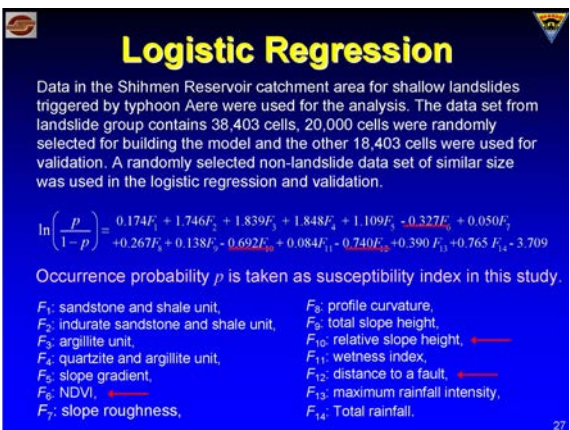 Logistic Regression
Data in the Shihmen Reservoir catchment area for shallow landslides
triggered by typhoon Aere were used for the analysis. The data set from
landslide group contains 38,403 cells, 20,000 cells were randomly
selected for building the model and the other 18,403 cells were used for
validation. A randomly selected non-landslide data set of similar size
was used in the logistic regression and validation.
ln(p/(1−p)) = 0.174F₁ + 1.746F₂ + 1.839F₃ + 1.848F₄ + 1.109F₅ - 0.327F₆ + 0.050F₇
+0.267F₈ + 0.138F₉ - 0.692F₁₀ + 0.084F₁₁ - 0.740F₁₂ +0.390 F₁₃ +0.765 F₁₄ - 3.709
Occurrence probability p is taken as susceptibility index in this study.
F₁: sandstone and shale unit,
F₂: indurate sandstone and shale unit,
F₃: argillite unit,
F₄: quartzite and argillite unit,
F₅: slope gradient,
F₆: NDVI,
F₇: slope roughness,
F₈: profile curvature,
F₉: total slope height,
F₁₀: relative slope height,
F₁₁: wetness index,
F₁₂: distance to a fault,
F₁₃: maximum rainfall intensity,
F₁₄: Total rainfall.
27